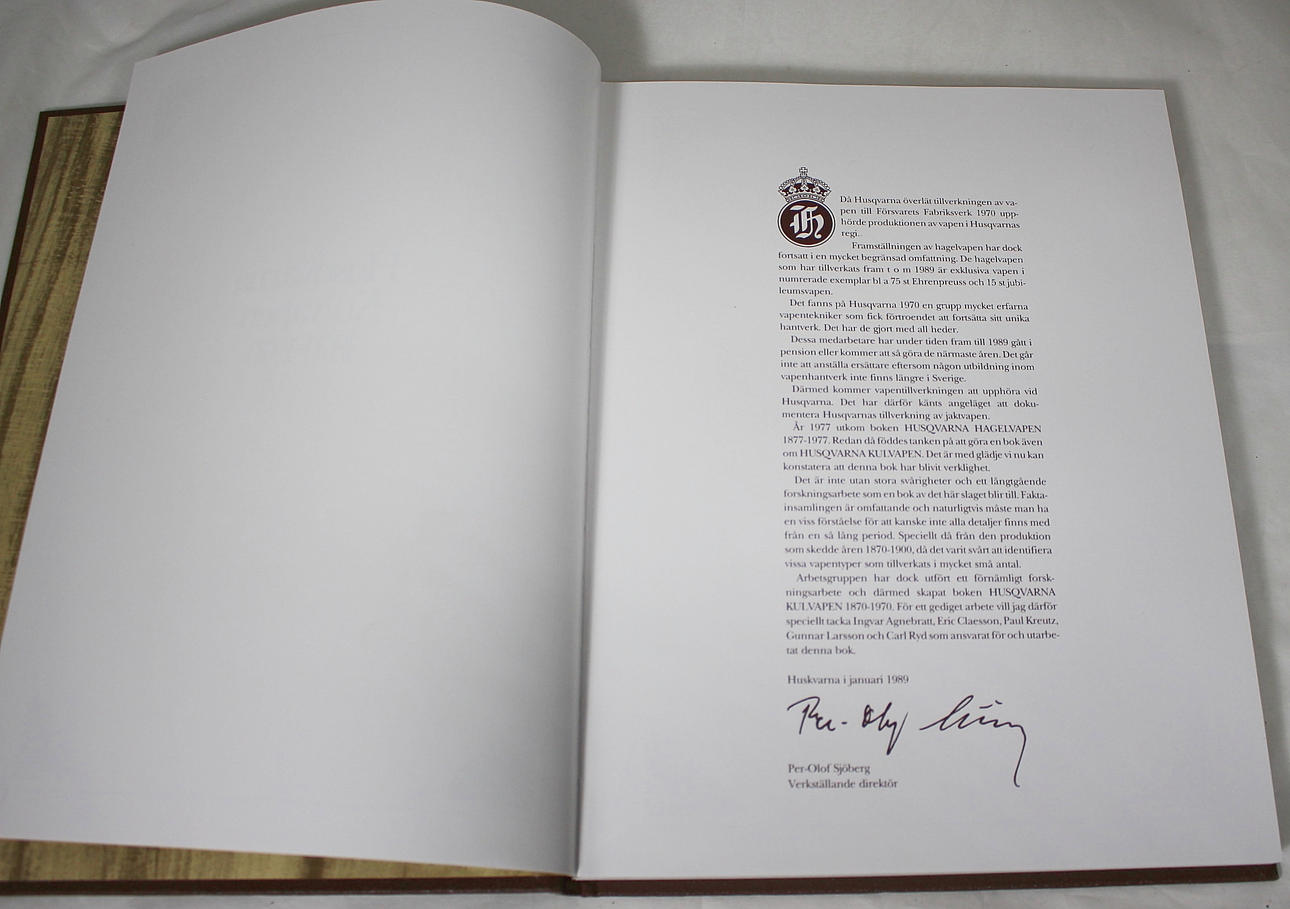 H
Då Husqvarna överlät tillverkningen av va-
pen till Försvarets Fabriksverk 1970 upp-
hörde produktionen av vapen i Husqvarnas
regi.
Framställningen av hagelvapen har dock
fortsatt i en mycket begränsad omfattning. De hagelvapen
som har tillverkats fram t o m 1989 är exklusiva vapen i
numrerade exemplar bl a 75 st Ehrenpreuss och 15 st jubi-
leumsvapen.
Det fanns på Husqvarna 1970 en grupp mycket erfarna
vapentekniker som fick förtroendet att fortsätta sitt unika
hantverk. Det har de gjort med all heder.
Dessa medarbetare har under tiden fram till 1989 gått i
pension eller kommer att så göra de närmaste åren. Det går
inte att anställa ersättare eftersom någon utbildning inom
vapenhantverk inte finns längre i Sverige.
Därmed kommer vapentillverkningen att upphöra vid
Husqvarna. Det har därför känts angeläget att doku-
mentera Husqvarnas tillverkning av jaktvapen.
År 1977 utkom boken HUSQVARNA HAGELVAPEN
1877-1977. Redan då föddes tanken på att göra en bok även
om HUSQVARNA KULVAPEN. Det är med glädje vi nu kan
konstatera att denna bok har blivit verklighet.
Det är inte utan stora svårigheter och ett långtgående
forskningsarbete som en bok av det här slaget blir till. Fakta-
insamlingen är omfattande och naturligtvis måste man ha
en viss förståelse för att kanske inte alla detaljer finns med
från en så lång period. Speciellt då från den produktion
som skedde åren 1870-1900, då det varit svårt att identifiera
vissa vapentyper som tillverkats i mycket små antal.
Arbetsgruppen har dock utfört ett förnämligt forsk-
ningsarbete och därmed skapat boken HUSQVARNA
KULVAPEN 1870-1970. För ett gediget arbete vill jag därför
speciellt tacka Ingvar Agnebratt, Eric Claesson, Paul Kreutz,
Gunnar Larsson och Carl Ryd som ansvarat för och utarbe-
tat denna bok.
Huskvarna i januari 1989
Per-Olof Sjöberg
Per-Olof Sjöberg
Verkställande direktör